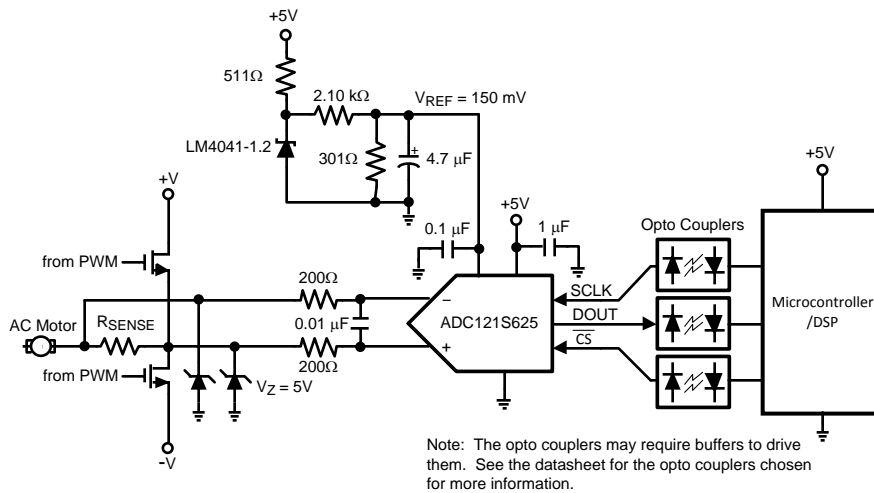 +5V
511Ω
2.10 kΩ
VREF = 150 mV
LM4041-1.2
301Ω
+
4.7 µF
+V
+5V
+5V
0.1 µF
1 µF
Opto Couplers
from PWM
200Ω
−
SCLK
AC Motor
RSENSE
0.01 µF
ADC121S625
DOUT
Microcontroller
/DSP
+
CS
from PWM
200Ω
VZ = 5V
-V
Note: The opto couplers may require buffers to drive
them. See the datasheet for the opto couplers chosen
for more information.